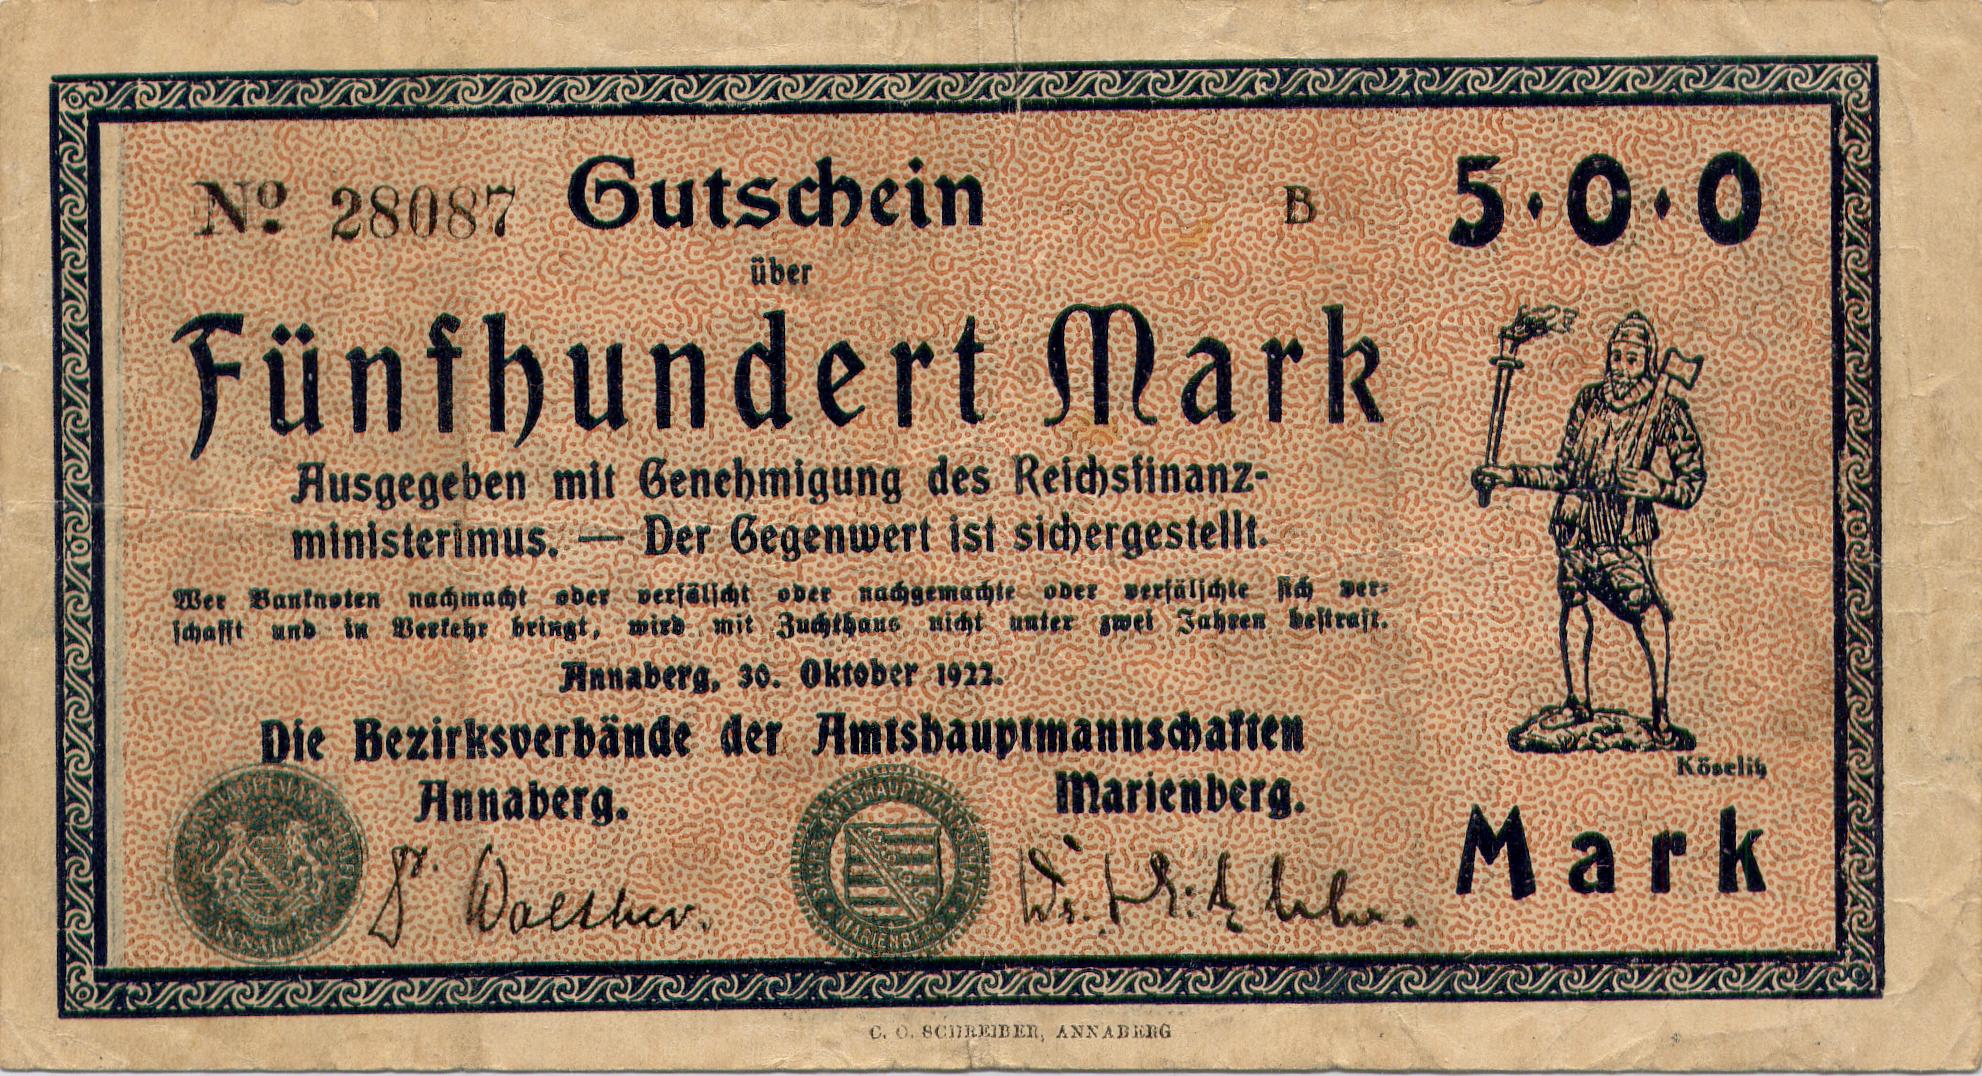 No 28087 Gutschein B 5·0·0
über
Fünfhundert Mark
Ausgegeben mit Genehmigung des Reichsfinanz-
ministerimus. — Der Gegenwert ist sichergestellt.
Wer Banknoten nachmacht oder verfälscht oder nachgemachte oder verfälschte sich ver-
schafft und in Verkehr bringt, wird mit Zuchthaus nicht unter zwei Jahren bestraft.
Annaberg, 30. Oktober 1922.
Die Bezirksverbände der Amtshauptmannschaften
Annaberg. Marienberg.
Köselitz
Mark
Dr. Walther.
MARIENBERG
C. O. SCHREIBER, ANNABERG